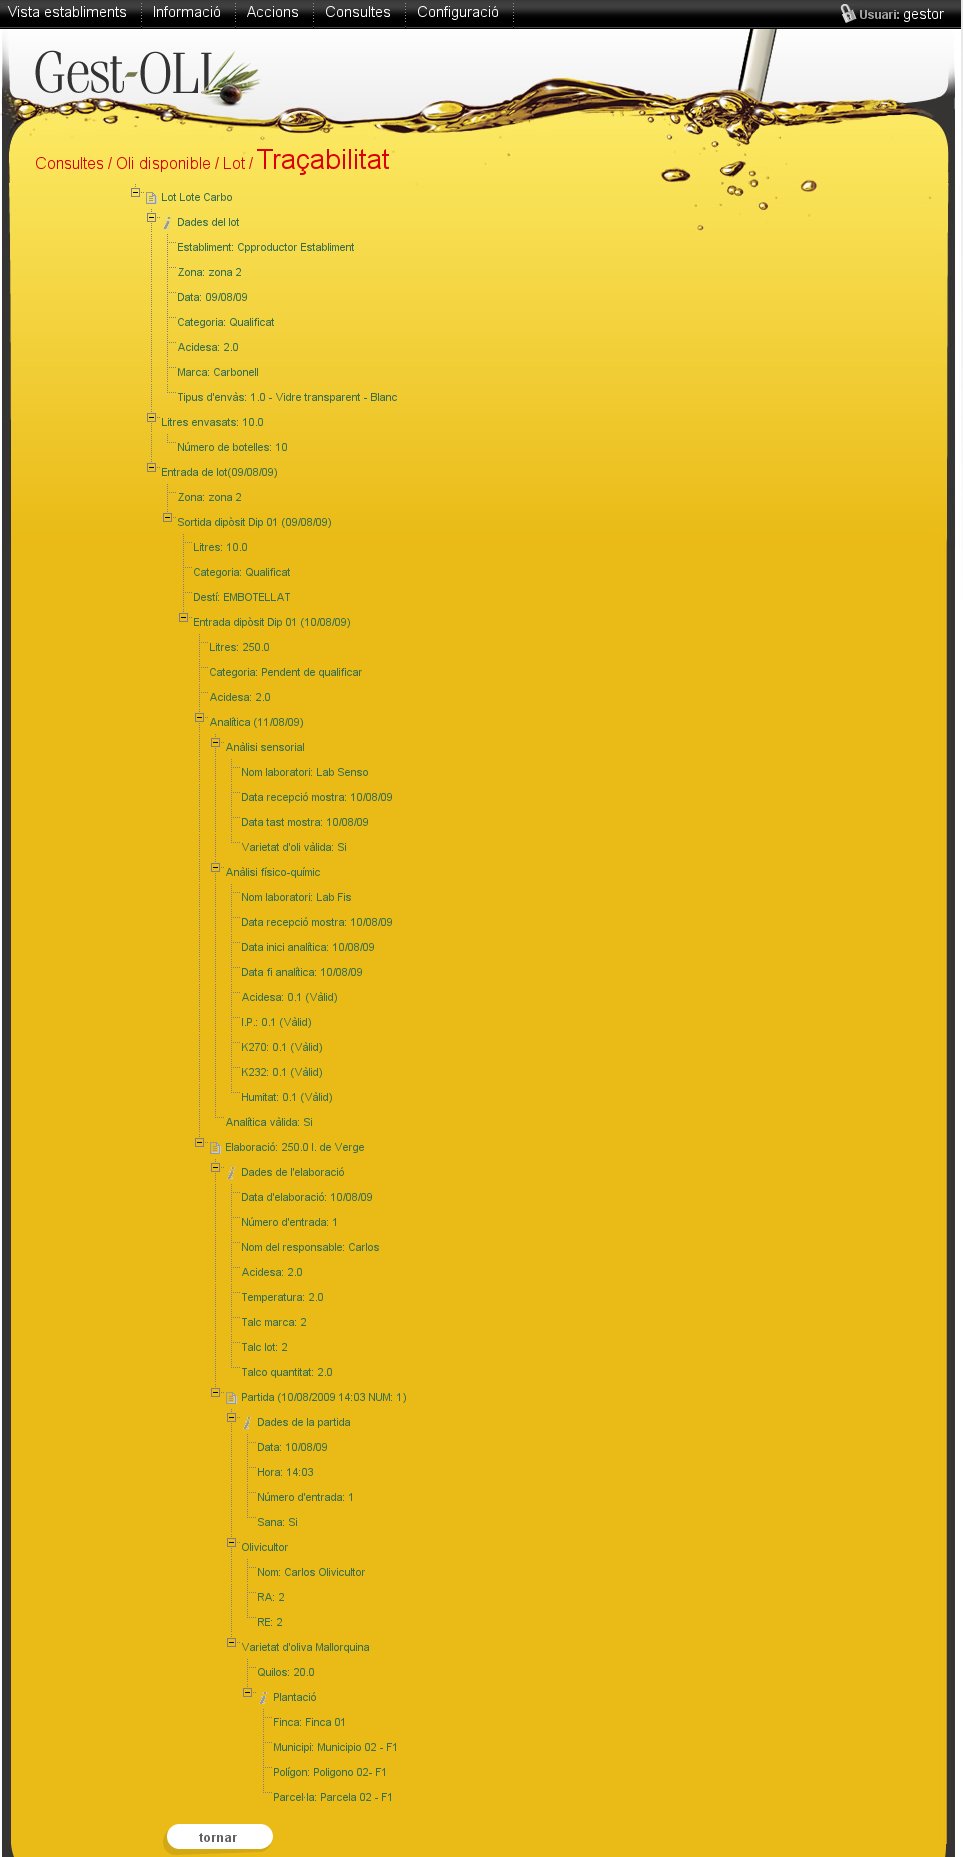 Vista establiments Informació Accions Consultes Configuració Usuari: gestor
Gest-OLI
Consultes / Oli disponible / Lot / Traçabilitat
Lot Lote Carbo
Dades del lot
Establiment: Cpproductor Establiment
Zona: zona 2
Data: 09/08/09
Categoria: Qualificat
Acidesa: 2.0
Marca: Carbonell
Tipus d'envàs: 1.0 - Vidre transparent - Blanc
Litres envasats: 10.0
Número de botelles: 10
Entrada de lot(09/08/09)
Zona: zona 2
Sortida dipòsit Dip 01 (09/08/09)
Litres: 10.0
Categoria: Qualificat
Destí: EMBOTELLAT
Entrada dipòsit Dip 01 (10/08/09)
Litres: 250.0
Categoria: Pendent de qualificar
Acidesa: 2.0
Analítica (11/08/09)
Anàlisi sensorial
Nom laboratori: Lab Senso
Data recepció mostra: 10/08/09
Data tast mostra: 10/08/09
Varietat d'oli vàlida: Si
Anàlisi físico-químic
Nom laboratori: Lab Fis
Data recepció mostra: 10/08/09
Data inici analítica: 10/08/09
Data fi analítica: 10/08/09
Acidesa: 0.1 (Vàlid)
I.P.: 0.1 (Vàlid)
K270: 0.1 (Vàlid)
K232: 0.1 (Vàlid)
Humitat: 0.1 (Vàlid)
Analítica vàlida: Si
Elaboració: 250.0 l. de Verge
Dades de l'elaboració
Data d'elaboració: 10/08/09
Número d'entrada: 1
Nom del responsable: Carlos
Acidesa: 2.0
Temperatura: 2.0
Talc marca: 2
Talc lot: 2
Talco quantitat: 2.0
Partida (10/08/2009 14:03 NUM: 1)
Dades de la partida
Data: 10/08/09
Hora: 14:03
Número d'entrada: 1
Sana: Si
Olivicultor
Nom: Carlos Olivicultor
RA: 2
RE: 2
Varietat d'oliva Mallorquina
Quilos: 20.0
Plantació
Finca: Finca 01
Municipi: Municipio 02 - F1
Polígon: Poligono 02- F1
Parcel·la: Parcela 02 - F1
tornar